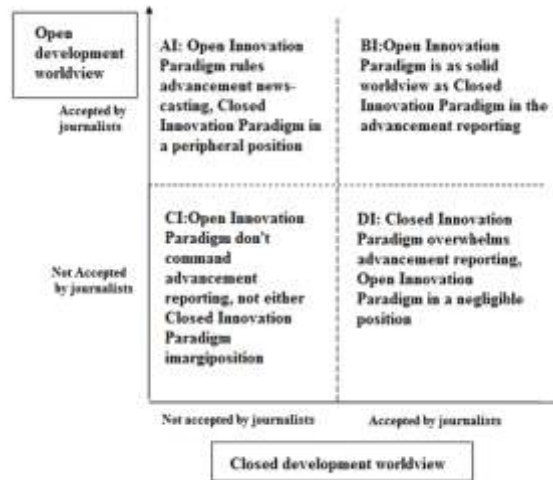 Open
development
worldview
Accepted by
journalists
AI: Open Innovation
Paradigm rules
advancement news-
casting, Closed
Innovation Paradigm in
a peripheral position
BI:Open Innovation
Paradigm is as solid
worldview as Closed
Innovation Paradigm in the
advancement reporting
Not Accepted
by journalists
CI:Open Innovation
Paradigm don't
command
advancement
reporting, not either
Closed Innovation
Paradigm
imargiposition
DI: Closed Innovation
Paradigm overwhelms
advancement reporting,
Open Innovation
Paradigm in a negligible
position
Not accepted by journalists
Accepted by journalists
Closed development worldview